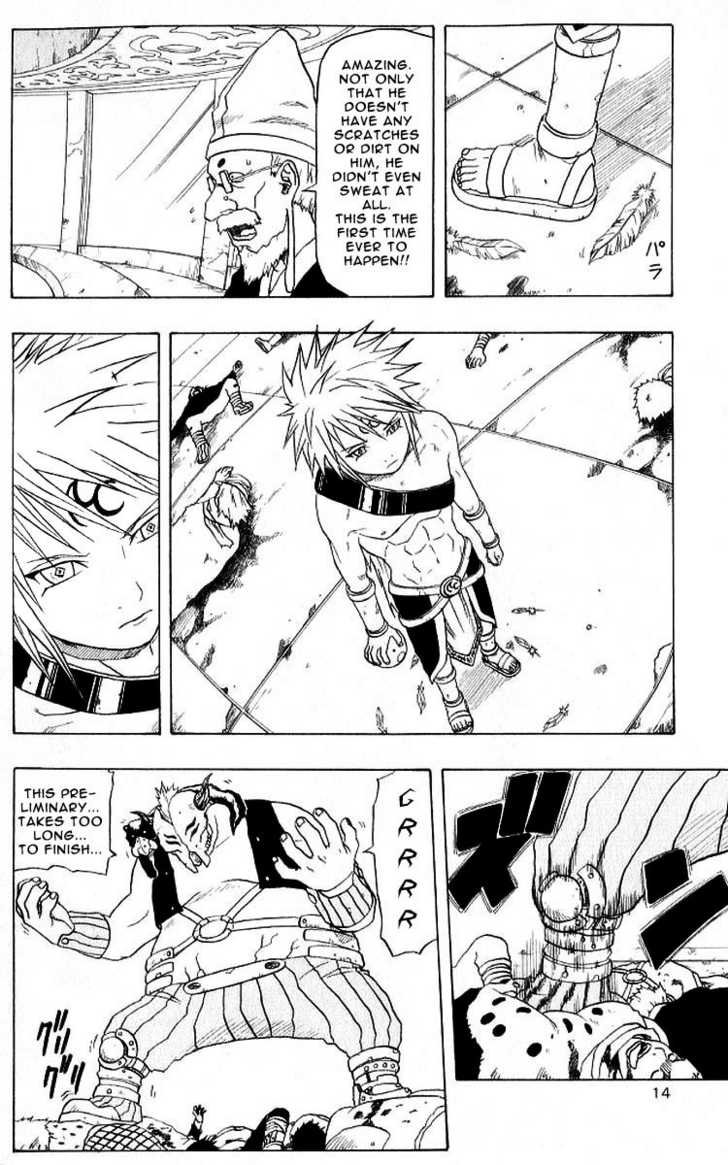 パラ
AMAZING.
NOT ONLY
THAT HE
DOESN'T
HAVE ANY
SCRATCHES
OR DIRT ON
HIM, HE
DIDN'T EVEN
SWEAT AT
ALL.
THIS IS THE
FIRST TIME
EVER TO
HAPPEN!!
THIS PRE-
LIMINARY...
TAKES TOO
LONG...
TO FINISH...
GRRRR
14